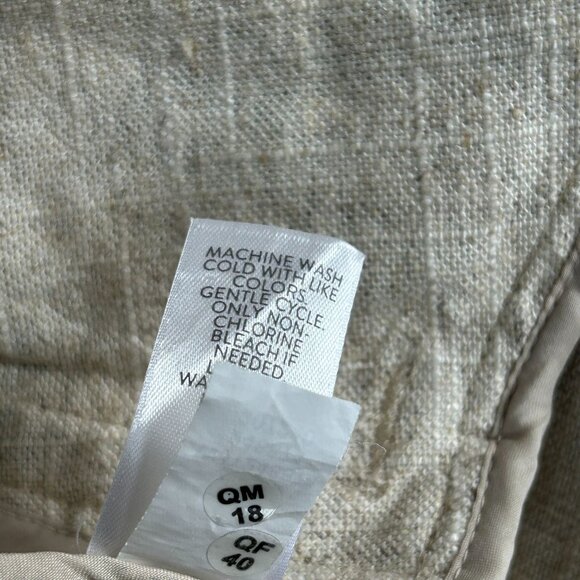 MACHINE WASH
COLD WITH LIKE
COLORS.
GENTLE CYCLE.
ONLY NON-
CHLORINE
BLEACH IF
NEEDED
QM
18
QF
40